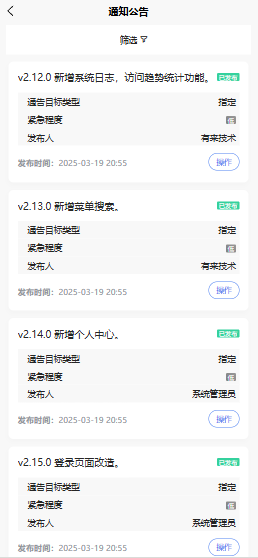 通知公告
筛选
v2.12.0 新增系统日志，访问趋势统计功能。 已发布
通告目标类型 指定
紧急程度 低
发布人 有来技术
发布时间：2025-03-19 20:55 操作
v2.13.0 新增菜单搜索。 已发布
通告目标类型 指定
紧急程度 低
发布人 有来技术
发布时间：2025-03-19 20:55 操作
v2.14.0 新增个人中心。 已发布
通告目标类型 指定
紧急程度 低
发布人 系统管理员
发布时间：2025-03-19 20:55 操作
v2.15.0 登录页面改造。 已发布
通告目标类型 指定
紧急程度 低
发布人 系统管理员
发布时间：2025-03-19 20:55 操作